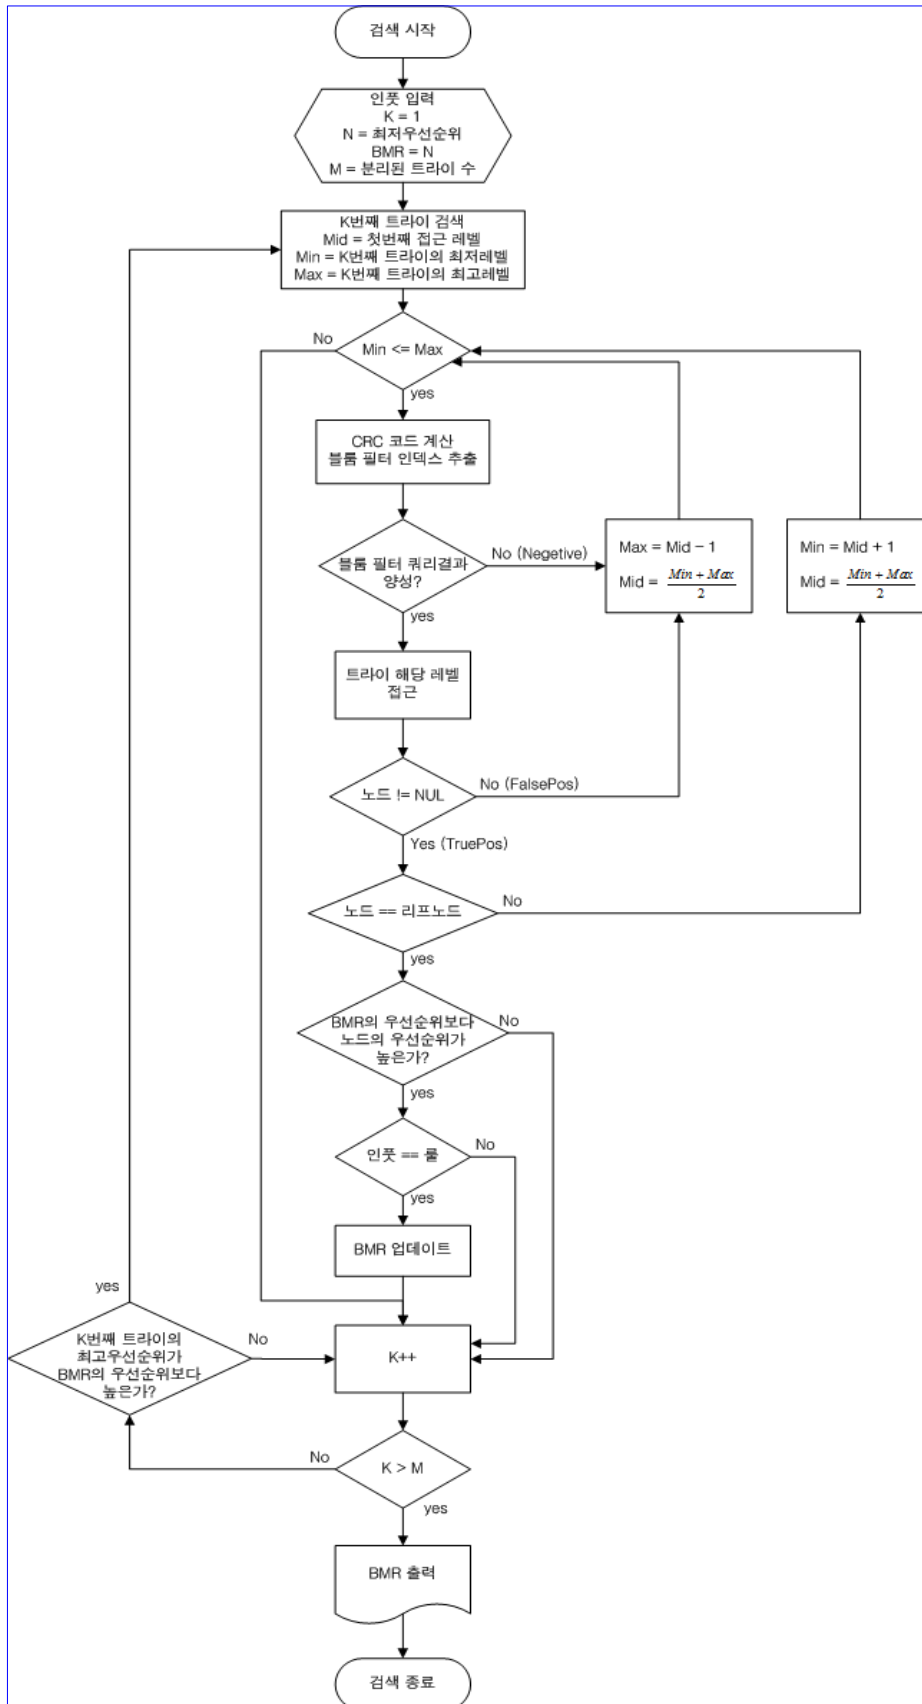 검색 시작
인풋 입력
K = 1
N = 최저우선순위
BMR = N
M = 분리된 트라이 수
K번째 트라이 검색
Mid = 첫번째 접근 레벨
Min = K번째 트라이의 최저레벨
Max = K번째 트라이의 최고레벨
No
Min <= Max
yes
CRC 코드 계산
블룸 필터 인덱스 추출
블룸 필터 쿼리결과
양성?
No (Negetive)
yes
Max = Mid - 1
Mid = Min + Max / 2
Min = Mid + 1
Mid = Min + Max / 2
트라이 해당 레벨
접근
노드 != NUL
No (FalsePos)
Yes (TruePos)
노드 == 리프노드
No
yes
BMR의 우선순위보다
노드의 우선순위가
높은가?
No
yes
인풋 == 룰
No
yes
BMR 업데이트
yes
K번째 트라이의
최고우선순위가
BMR의 우선순위보다
높은가?
No
K++
No
K > M
yes
BMR 출력
검색 종료